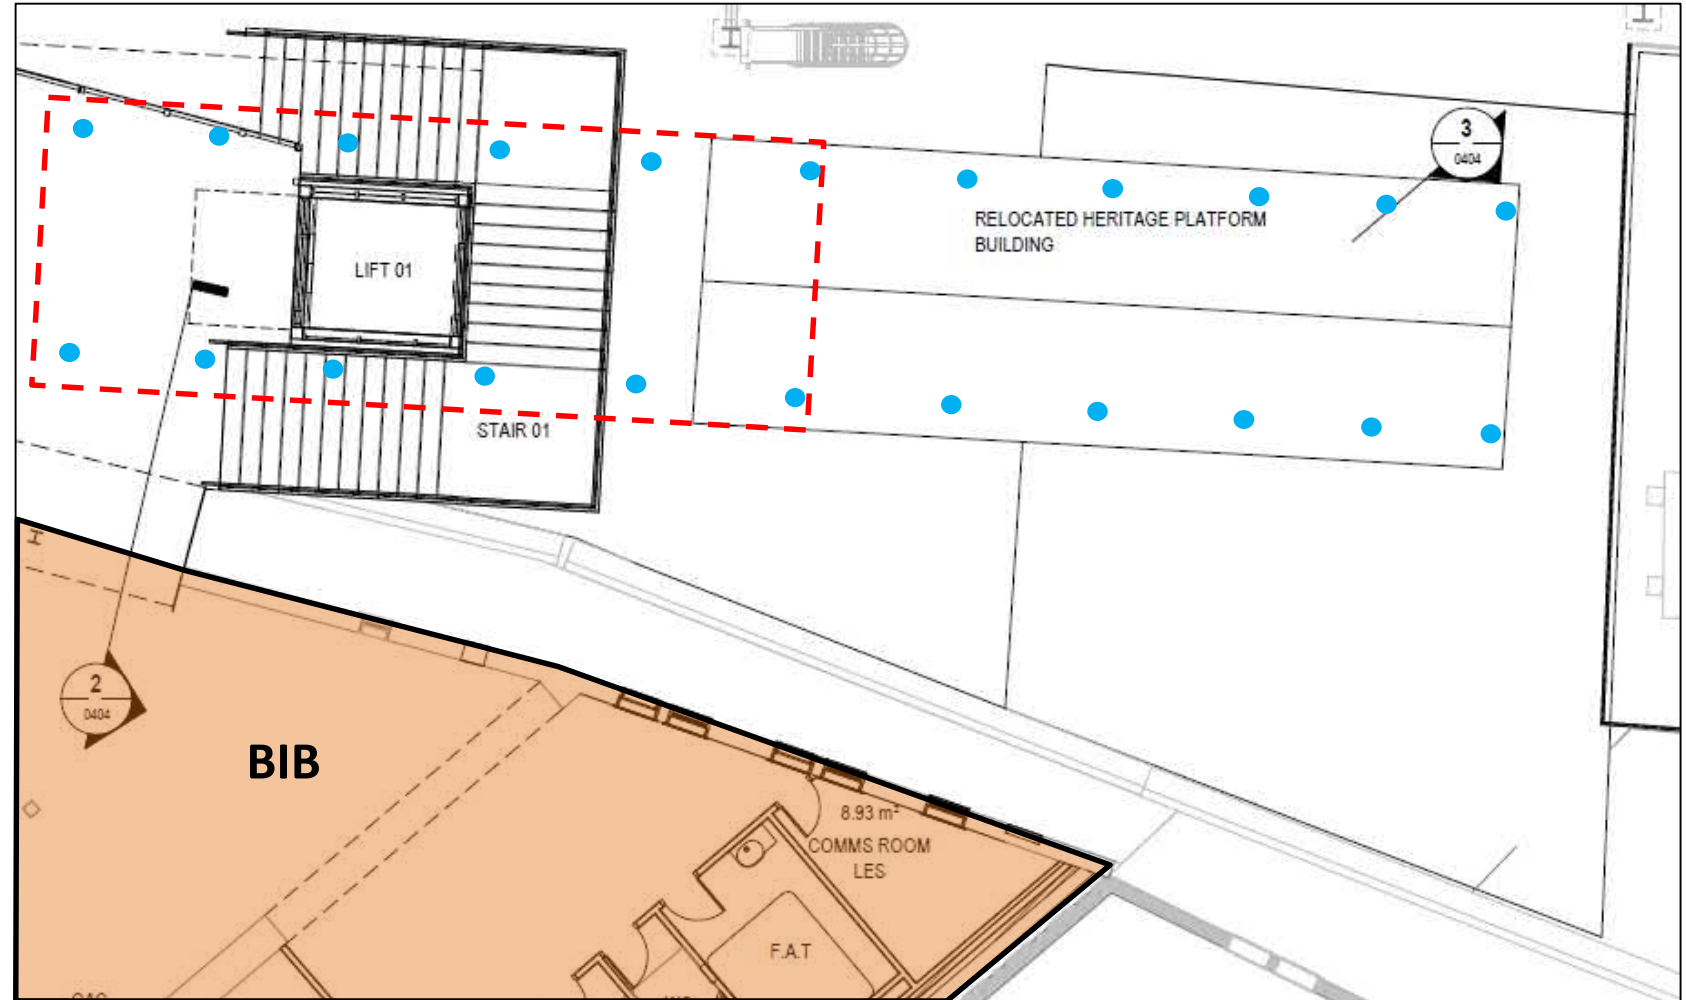 3
0404
RELOCATED HERITAGE PLATFORM
BUILDING
LIFT 01
STAIR 01
2
0404
BIB
8.93 m²
COMMS ROOM
LES
F.A.T